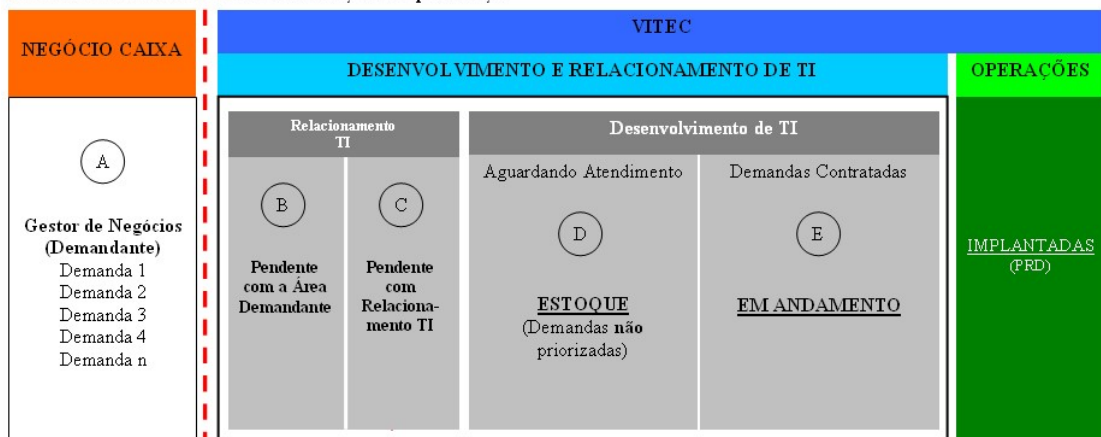 VITEC
NEGÓCIO CAIXA
DESENVOLVIMENTO E RELACIONAMENTO DE TI
OPERAÇÕES
Relacionamento
TI
Desenvolvimento de TI
A
Gestor de Negócios
(Demandante)
Demanda 1
Demanda 2
Demanda 3
Demanda 4
Demanda n
B
Pendente
com a Área
Demandante
C
Pendente
com
Relaciona-
mento TI
Aguardando Atendimento
D
ESTOQUE
(Demandas não
priorizadas)
Demandas Contratadas
E
EM ANDAMENTO
IMPLANTADAS
(PRD)